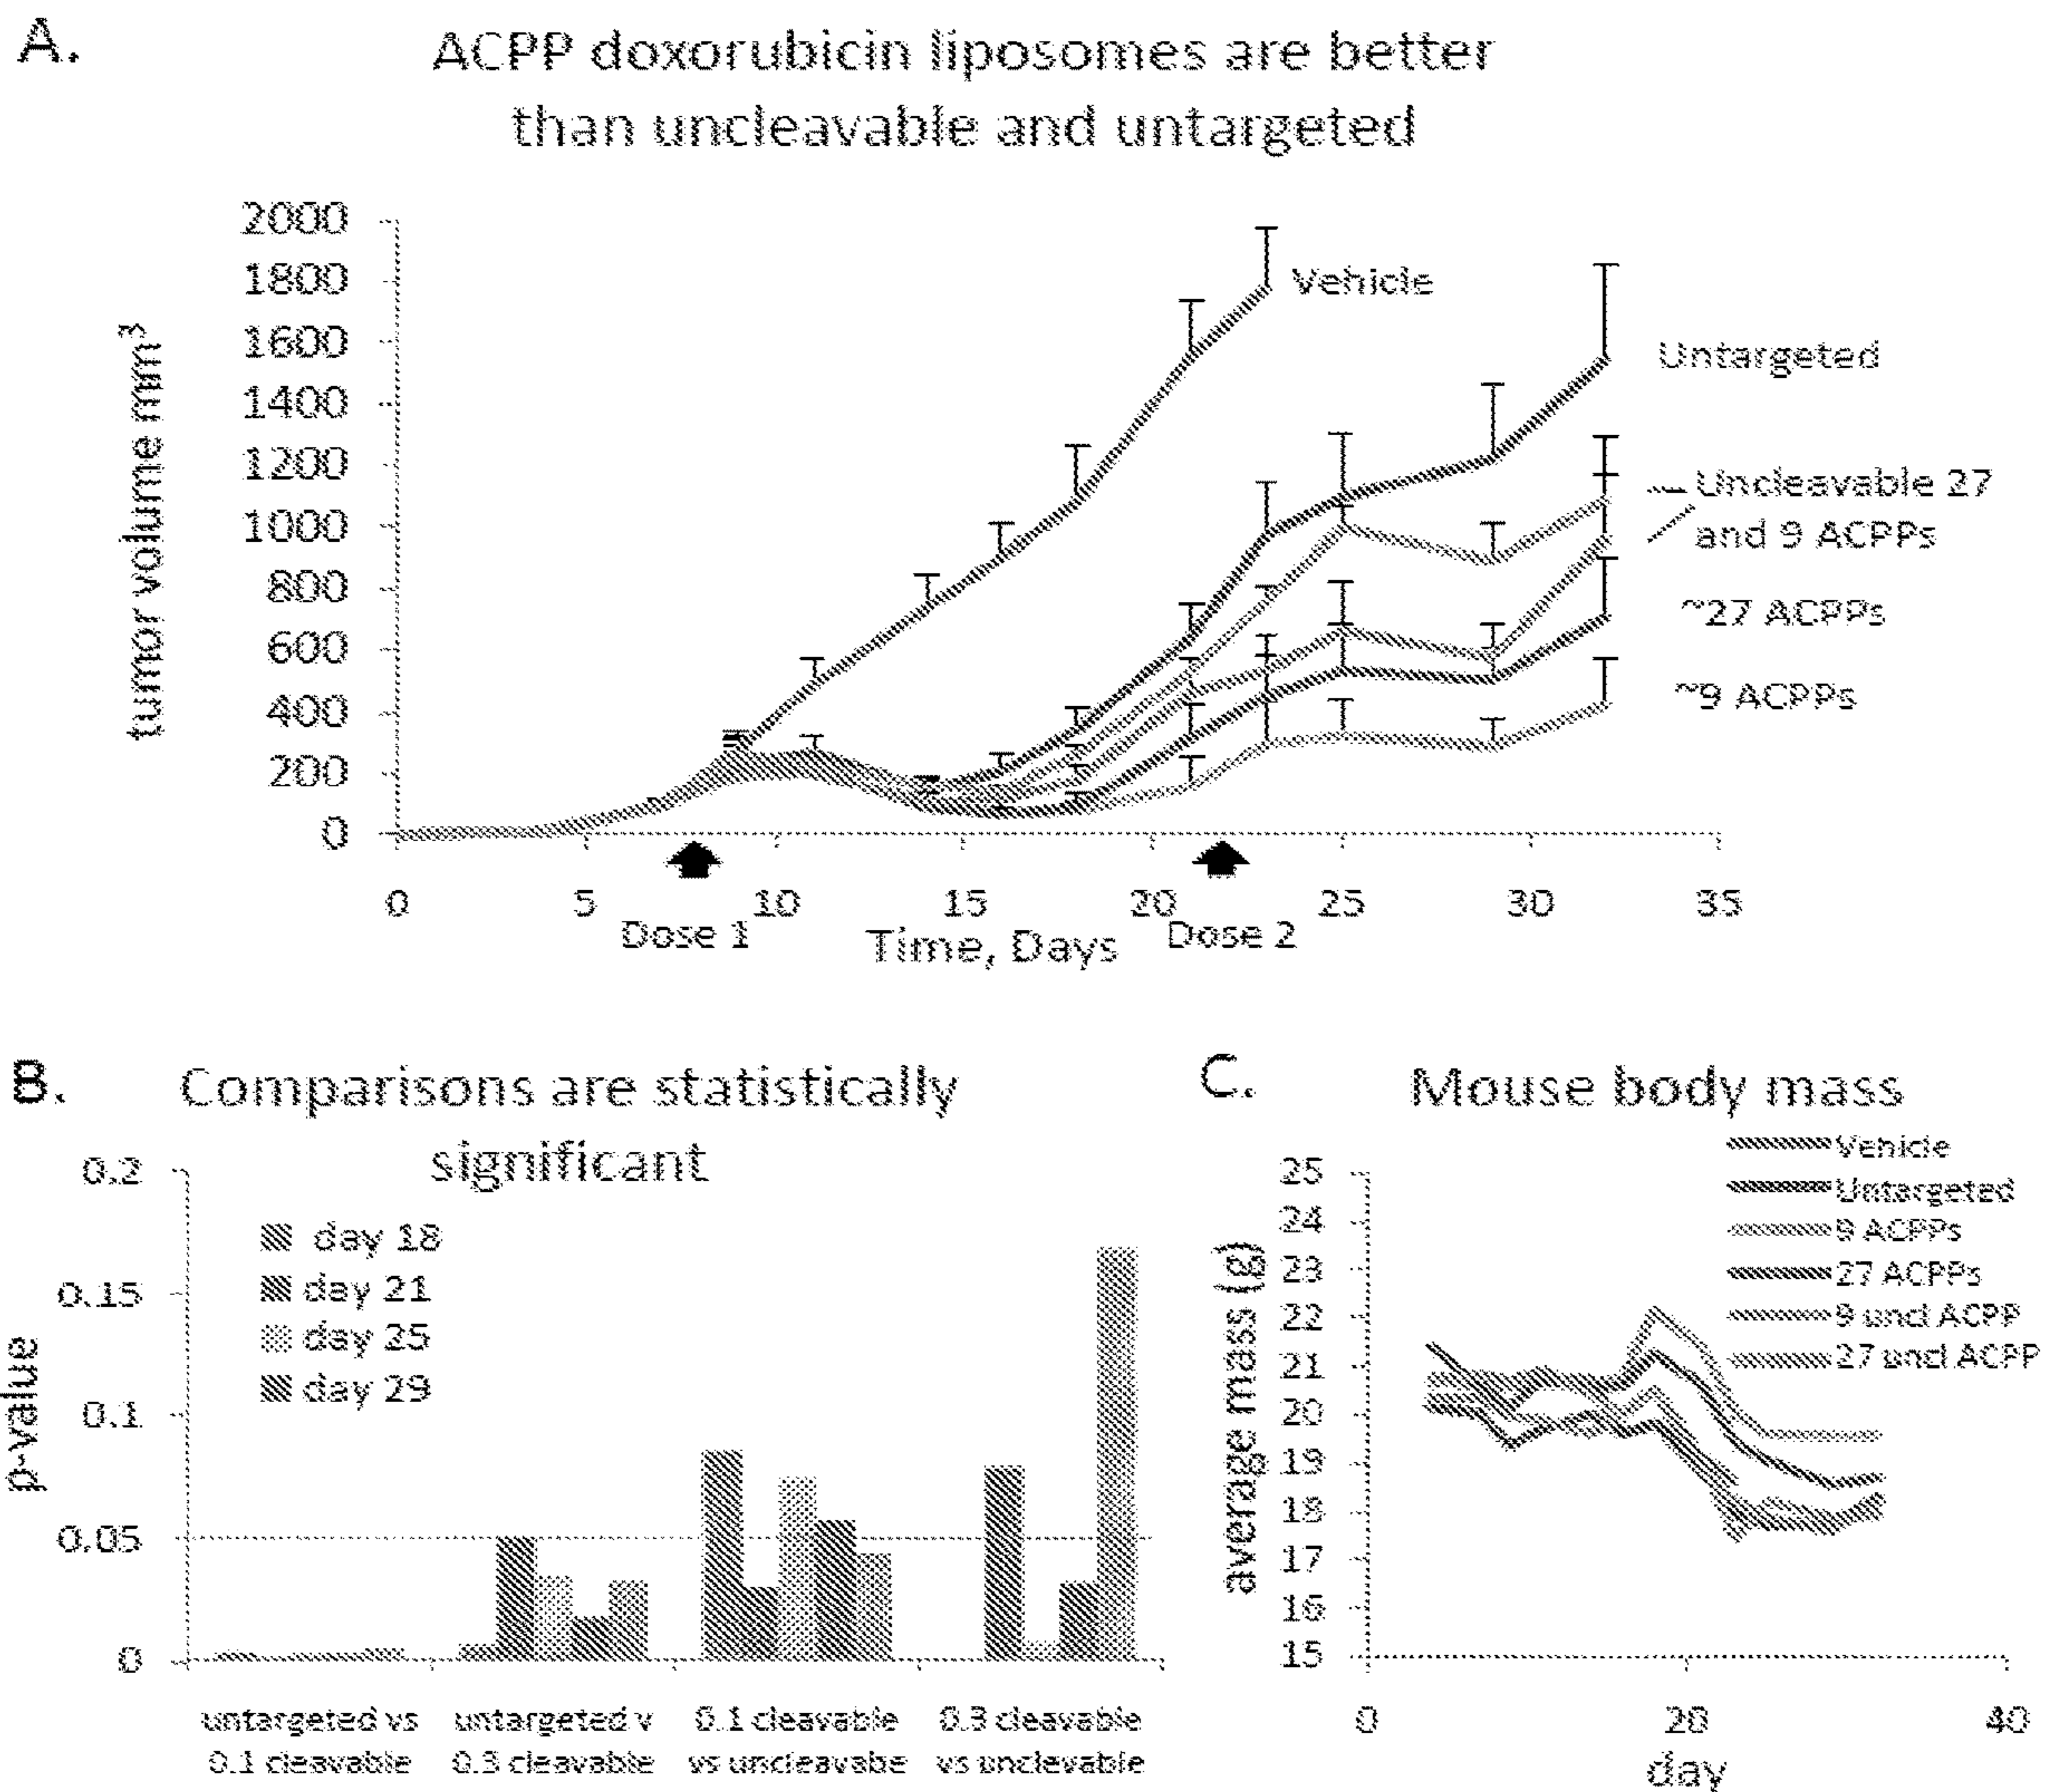 A.
ACPP doxorubicin liposomes are better
than uncleavable and untargeted
tumor volume mm³
2000
1800
1600
1400
1200
1000
800
600
400
200
0
Vehicle
Untargeted
Uncleavable 27
and 9 ACPPs
~27 ACPPs
~9 ACPPs
0 5 10 15 20 25 30 35
Dose 1 Time, Days Dose 2
B.
Comparisons are statistically
significant
p-value
0.2
0.15
0.1
0.05
0
day 18
day 21
day 25
day 29
untargeted vs
0.1 cleavable
untargeted v
0.3 cleavable
0.1 cleavable
vs uncleavabe
0.3 cleavable
vs unclevable
C.
Mouse body mass
Vehicle
Untargeted
9 ACPPs
27 ACPPs
9 uncl ACPP
27 uncl ACPP
average mass (g)
25
24
23
22
21
20
19
18
17
16
15
0 20 40
day